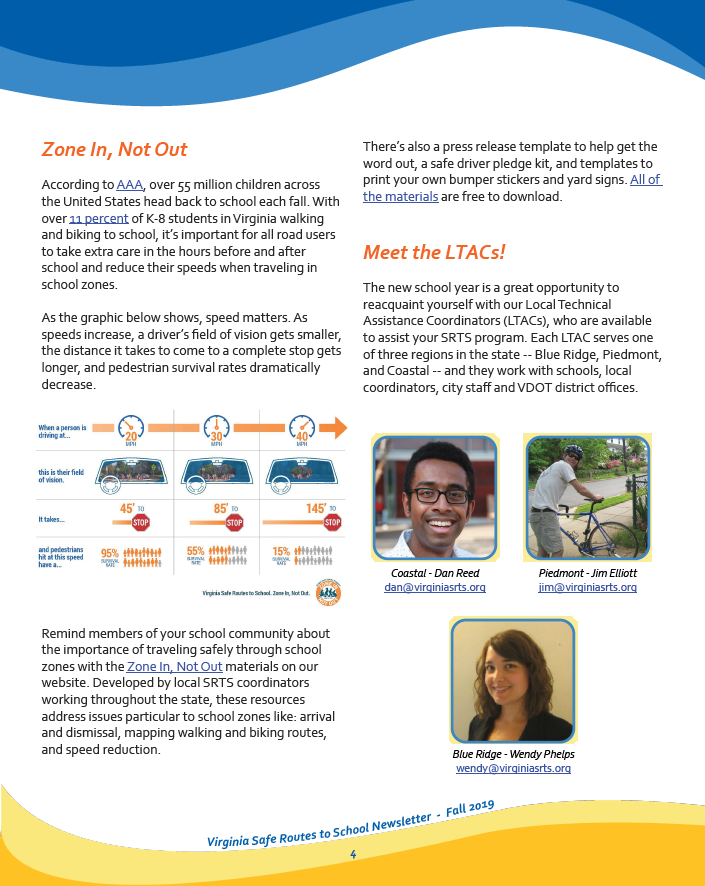 Zone In, Not Out
According to AAA, over 55 million children across
the United States head back to school each fall. With
over 11 percent of K-8 students in Virginia walking
and biking to school, it's important for all road users
to take extra care in the hours before and after
school and reduce their speeds when traveling in
school zones.
As the graphic below shows, speed matters. As
speeds increase, a driver's field of vision gets smaller,
the distance it takes to come to a complete stop gets
longer, and pedestrian survival rates dramatically
decrease.
When a person is
driving at...
20
MPH
30
MPH
40
MPH
this is their field
of vision.
It takes...
45' TO
STOP
85' TO
STOP
145' TO
STOP
and pedestrians
hit at this speed
have a...
95%
SURVIVAL
RATE
55%
SURVIVAL
RATE
15%
SURVIVAL
RATE
Virginia Safe Routes to School. Zone In, Not Out.
Remind members of your school community about
the importance of traveling safely through school
zones with the Zone In, Not Out materials on our
website. Developed by local SRTS coordinators
working throughout the state, these resources
address issues particular to school zones like: arrival
and dismissal, mapping walking and biking routes,
and speed reduction.
There's also a press release template to help get the
word out, a safe driver pledge kit, and templates to
print your own bumper stickers and yard signs. All of
the materials are free to download.
Meet the LTACs!
The new school year is a great opportunity to
reacquaint yourself with our Local Technical
Assistance Coordinators (LTACs), who are available
to assist your SRTS program. Each LTAC serves one
of three regions in the state -- Blue Ridge, Piedmont,
and Coastal -- and they work with schools, local
coordinators, city staff and VDOT district offices.
Coastal - Dan Reed
dan@virginiasrts.org
Piedmont - Jim Elliott
jim@virginiasrts.org
Blue Ridge - Wendy Phelps
wendy@virginiasrts.org
Virginia Safe Routes to School Newsletter - Fall 2019
4